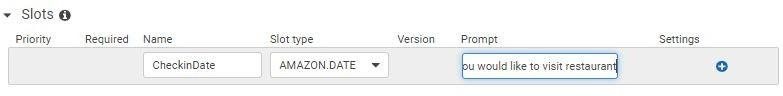 Slots
Priority Required Name Slot type Version Prompt Settings
CheckinDate AMAZON.DATE ou would like to visit restaurant